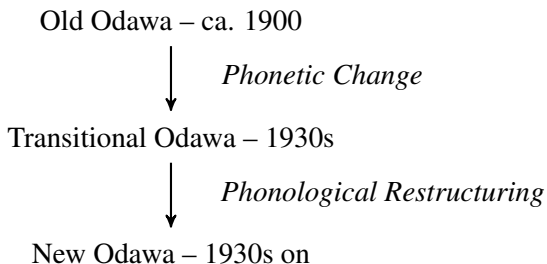 Old Odawa – ca. 1900
Phonetic Change
Transitional Odawa – 1930s
Phonological Restructuring
New Odawa – 1930s on